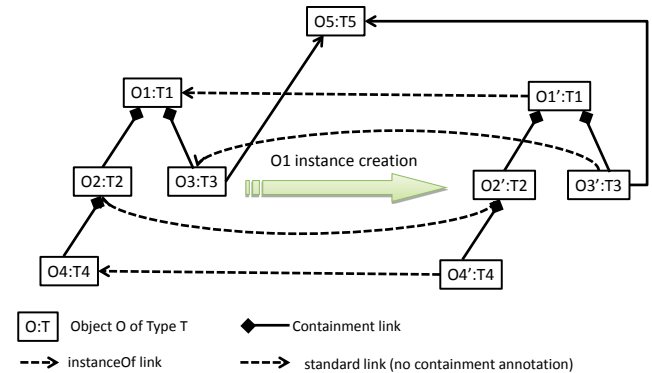 O5:T5
O1:T1
O1′:T1
O1 instance creation
O2:T2
O3:T3
O2′:T2
O3′:T3
O4:T4
O4′:T4
O:T
Object O of Type T
Containment link
instanceOf link
standard link (no containment annotation)